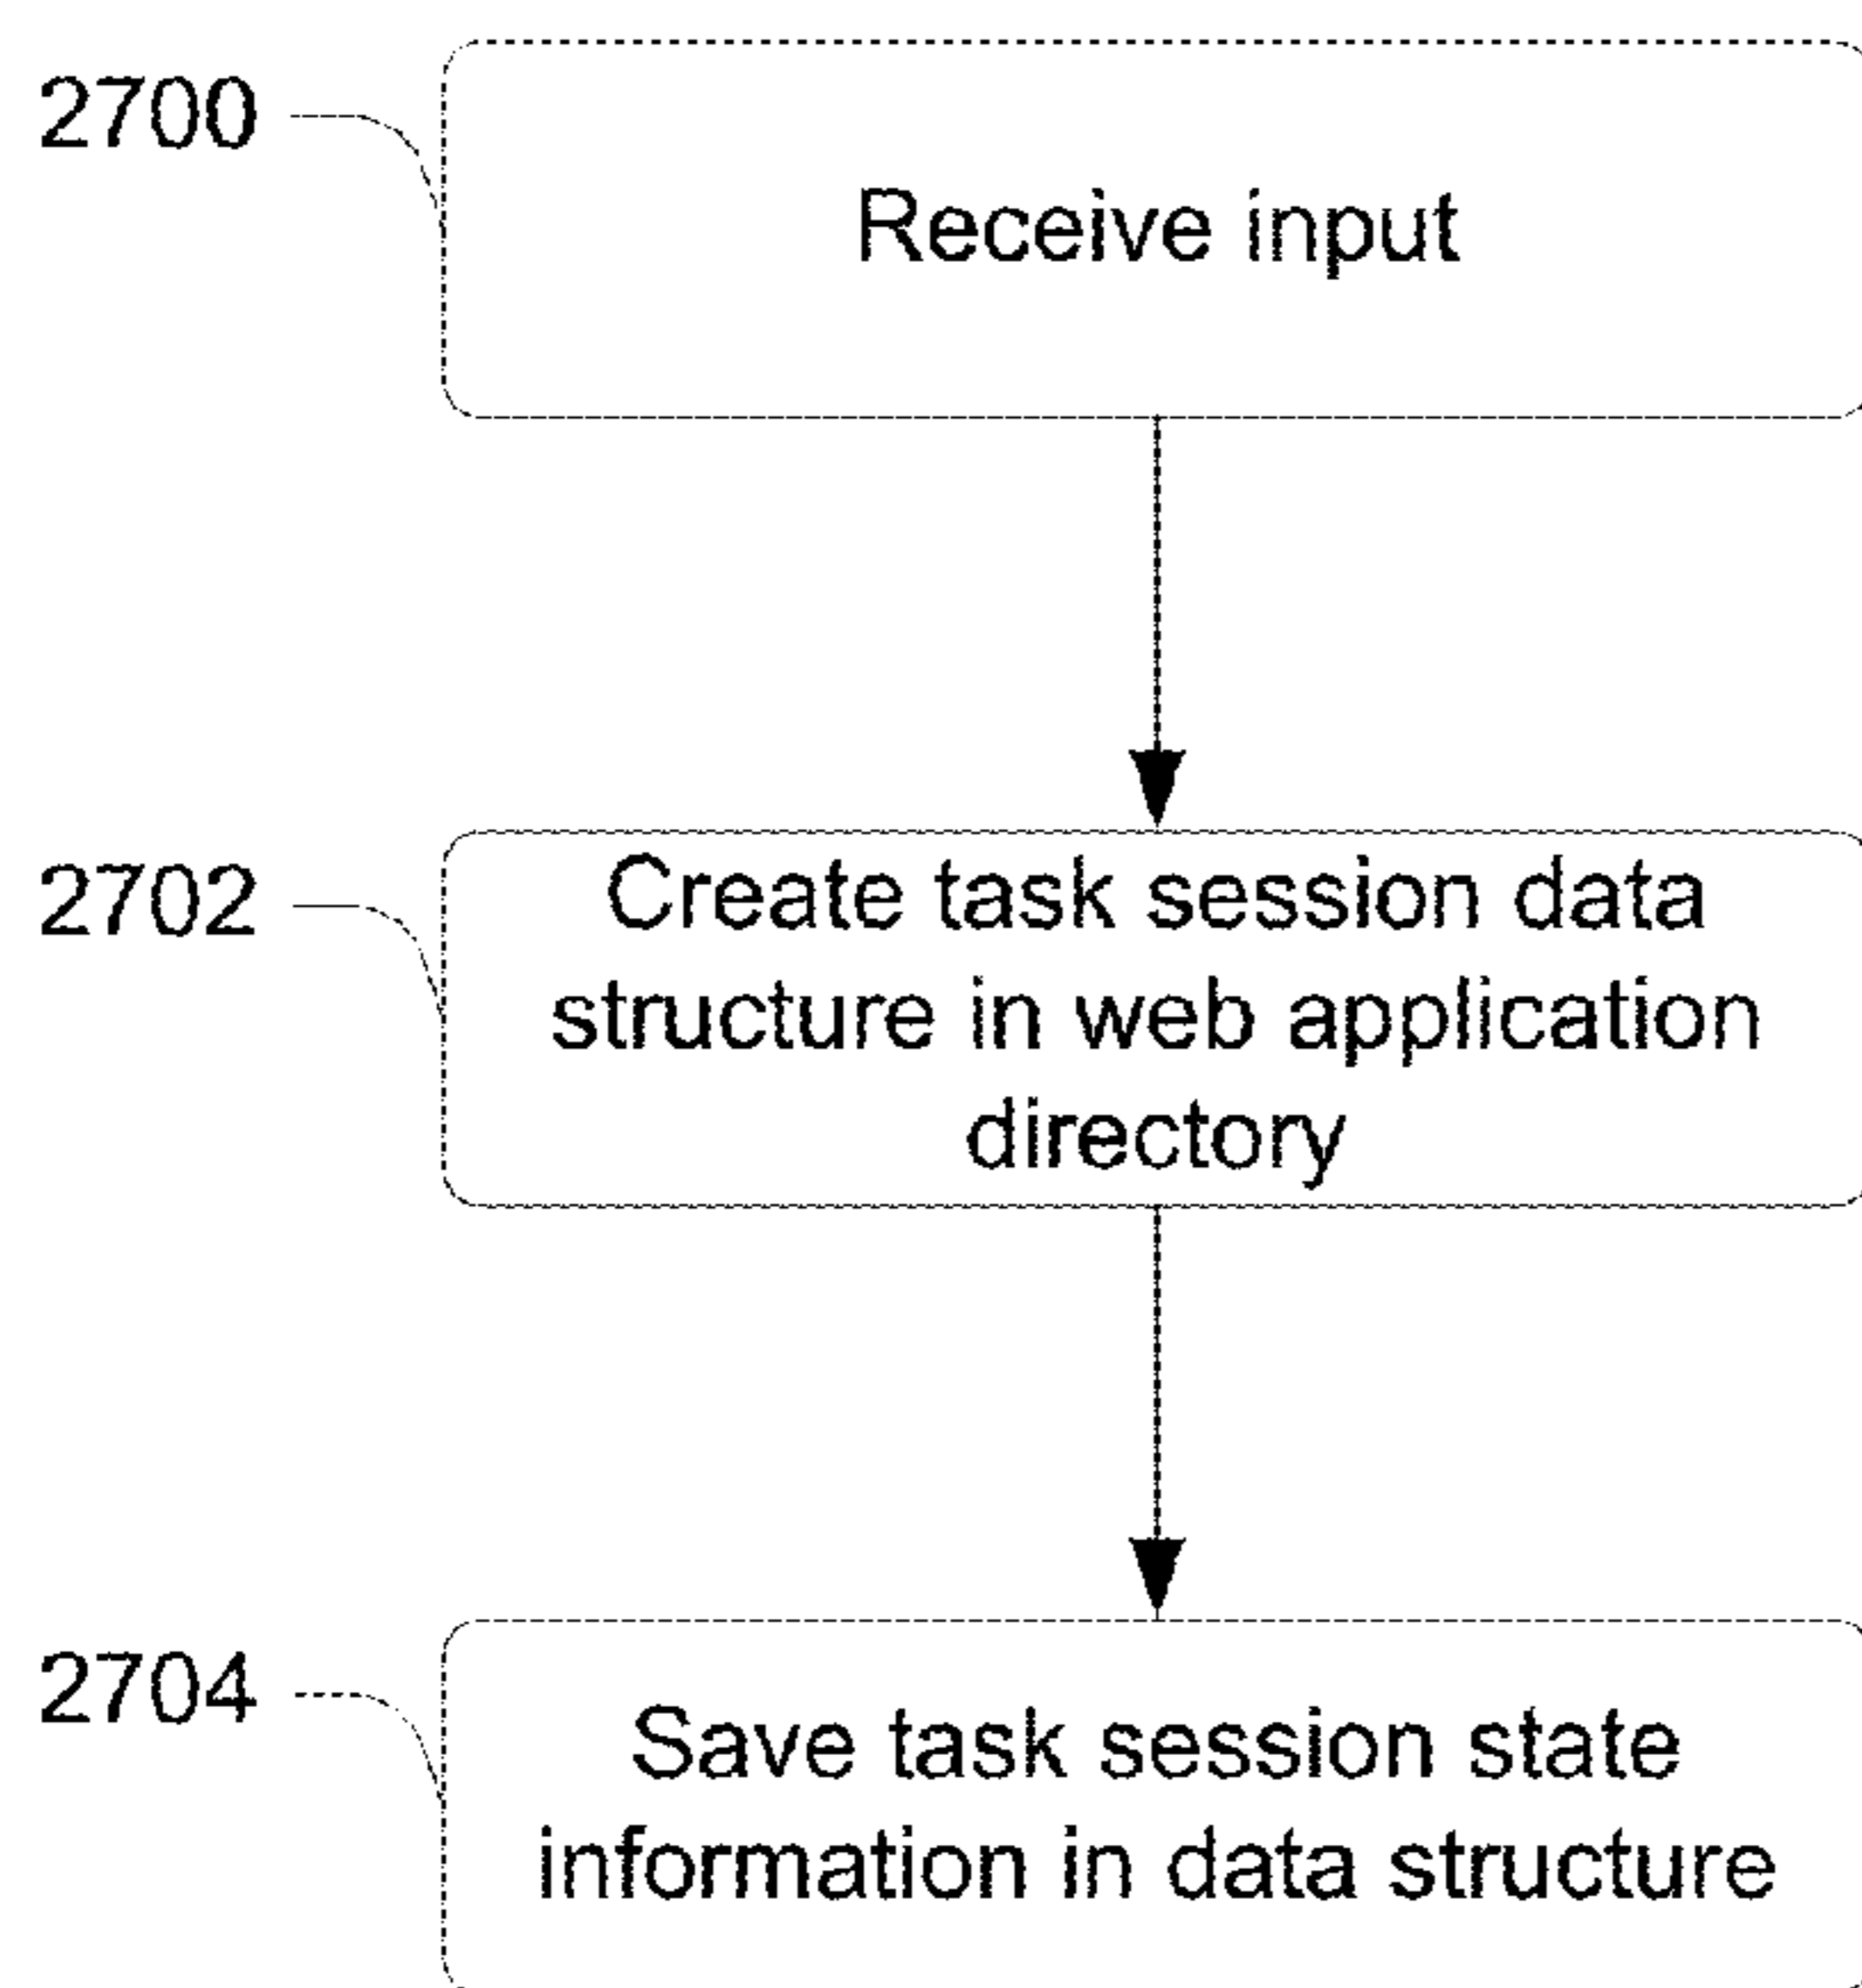 2700
Receive input
2702
Create task session data
structure in web application
directory
2704
Save task session state
information in data structure